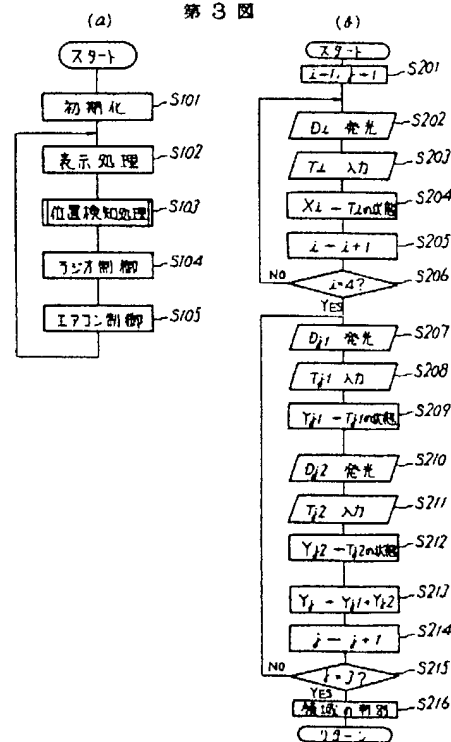 第3図
(a)
スタート
初期化 S101
表示処理 S102
位置検知処理 S103
ラジオ制御 S104
エアコン制御 S105
(b)
スタート
i←1, j←1 S201
Di 発光 S202
Ti 入力 S203
Xi ← Tiの状態 S204
i ← i+1 S205
i=4? S206
NO
YES
Dj1 発光 S207
Tj1 入力 S208
Yj1 ← Tj1の状態 S209
Dj2 発光 S210
Tj2 入力 S211
Yj2 ← Tj2の状態 S212
Yj ← Yj1+Yj2 S213
j ← j+1 S214
j=3? S215
NO
YES
領域の判別 S216
リターン